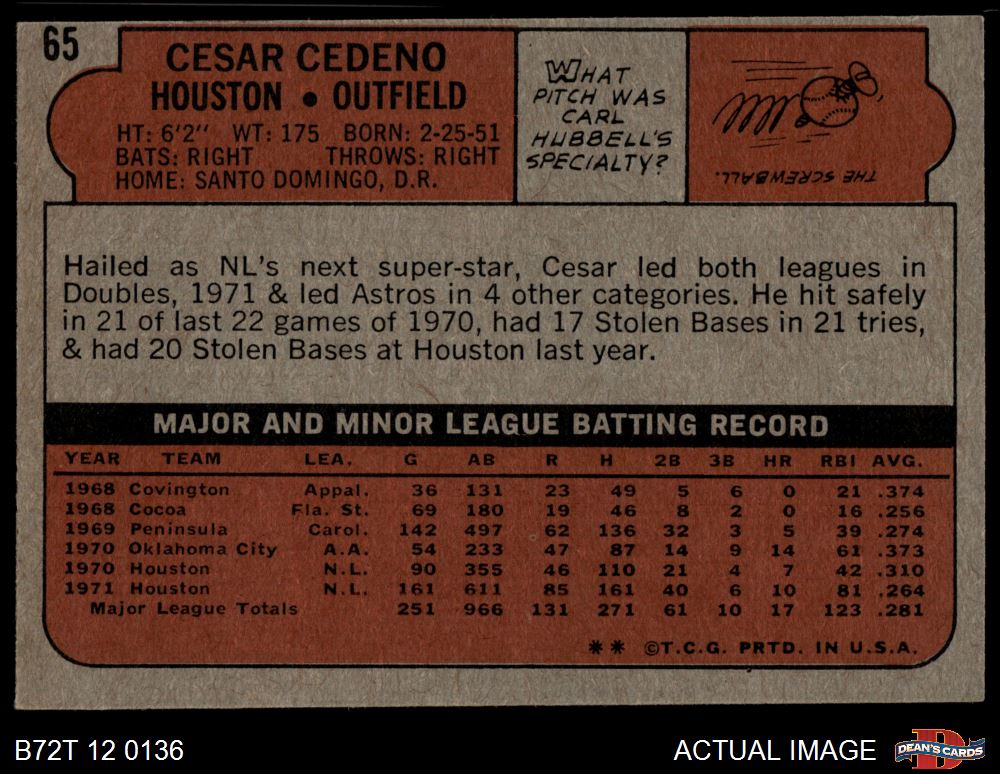 65
CESAR CEDENO
HOUSTON • OUTFIELD
HT: 6'2" WT: 175 BORN: 2-25-51
BATS: RIGHT THROWS: RIGHT
HOME: SANTO DOMINGO, D.R.
WHAT
PITCH WAS
CARL
HUBBELL'S
SPECIALTY?
THE SCREWBALL.
Hailed as NL's next super-star, Cesar led both leagues in
Doubles, 1971 & led Astros in 4 other categories. He hit safely
in 21 of last 22 games of 1970, had 17 Stolen Bases in 21 tries,
& had 20 Stolen Bases at Houston last year.
MAJOR AND MINOR LEAGUE BATTING RECORD
YEAR TEAM LEA. G AB R H 2B 3B HR RBI AVG.
1968 Covington Appal. 36 131 23 49 5 6 0 21 .374
1968 Cocoa Fla. St. 69 180 19 46 8 2 0 16 .256
1969 Peninsula Carol. 142 497 62 136 32 3 5 39 .274
1970 Oklahoma City A.A. 54 233 47 87 14 9 14 61 .373
1970 Houston N.L. 90 355 46 110 21 4 7 42 .310
1971 Houston N.L. 161 611 85 161 40 6 10 81 .264
Major League Totals 251 966 131 271 61 10 17 123 .281
** ©T.C.G. PRTD. IN U.S.A.
B72T 12 0136
ACTUAL IMAGE
D
DEAN'S CARDS